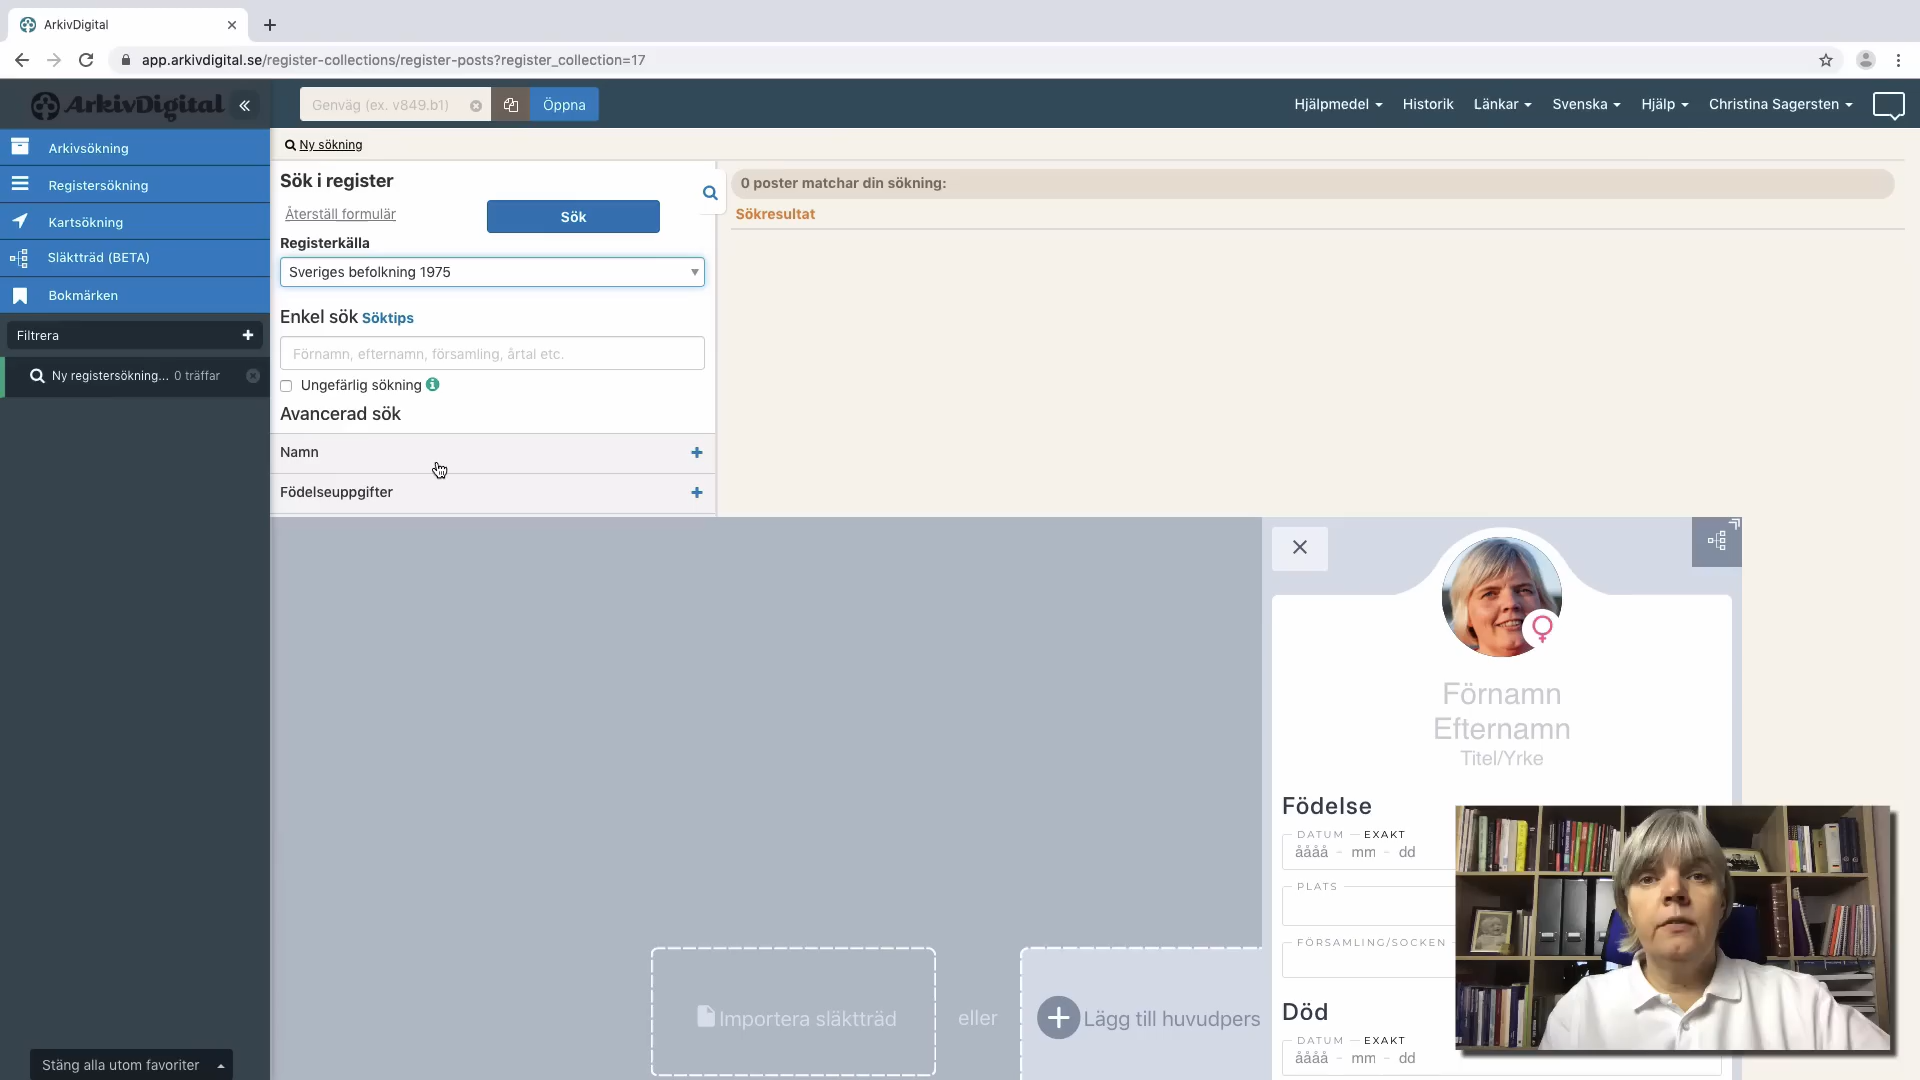 ArkivDigital
app.arkivdigital.se/register-collections/register-posts?register_collection=17
ArkivDigital
Genväg (ex. v849.b1)
Öppna
Hjälpmedel
Historik
Länkar
Svenska
Hjälp
Christina Sagersten
Arkivsökning
Registersökning
Kartsökning
Släktträd (BETA)
Bokmärken
Filtrera
Ny registersökning... 0 träffar
Stäng alla utom favoriter
Ny sökning
Sök i register
Återställ formulär
Sök
Registerkälla
Sveriges befolkning 1975
Enkel sök Söktips
Förnamn, efternamn, församling, årtal etc.
Ungefärlig sökning
Avancerad sök
Namn
Födelseuppgifter
0 poster matchar din sökning:
Sökresultat
Importera släktträd
eller
Lägg till huvudpers
Förnamn
Efternamn
Titel/Yrke
Födelse
DATUM EXAKT
åååå - mm - dd
PLATS
FÖRSAMLING/SOCKEN
Död
DATUM EXAKT
åååå - mm - dd